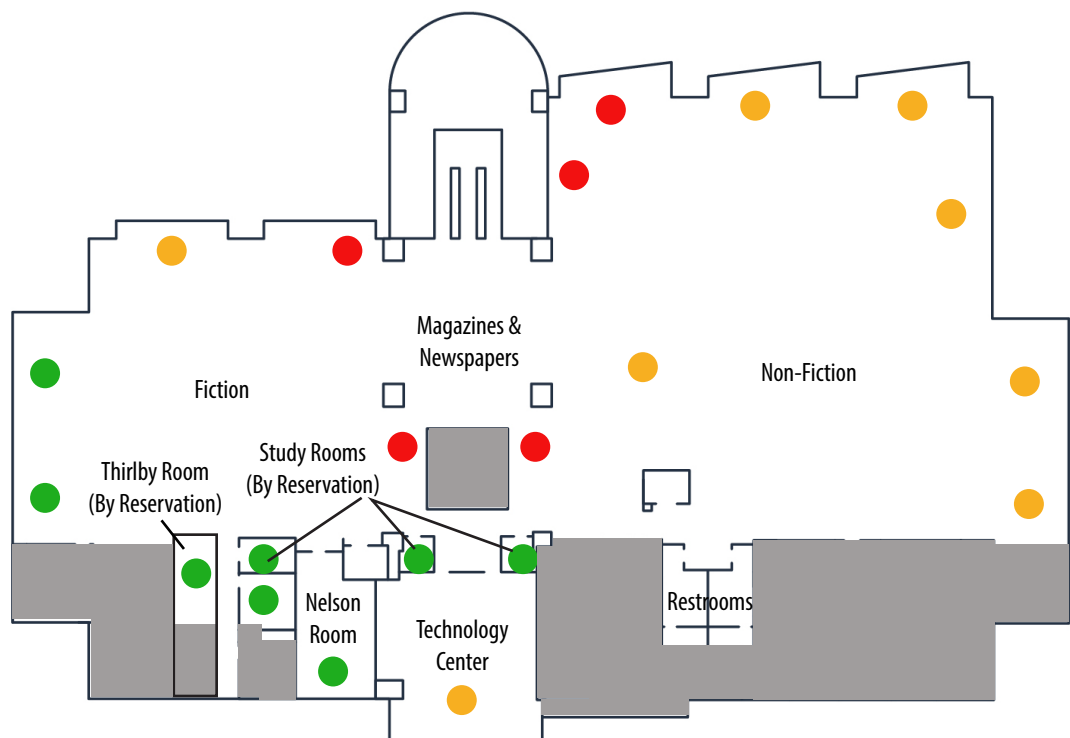 Magazines &
Newspapers
Non-Fiction
Fiction
Study Rooms
(By Reservation)
Thirlby Room
(By Reservation)
Nelson
Room
Technology
Center
Restrooms